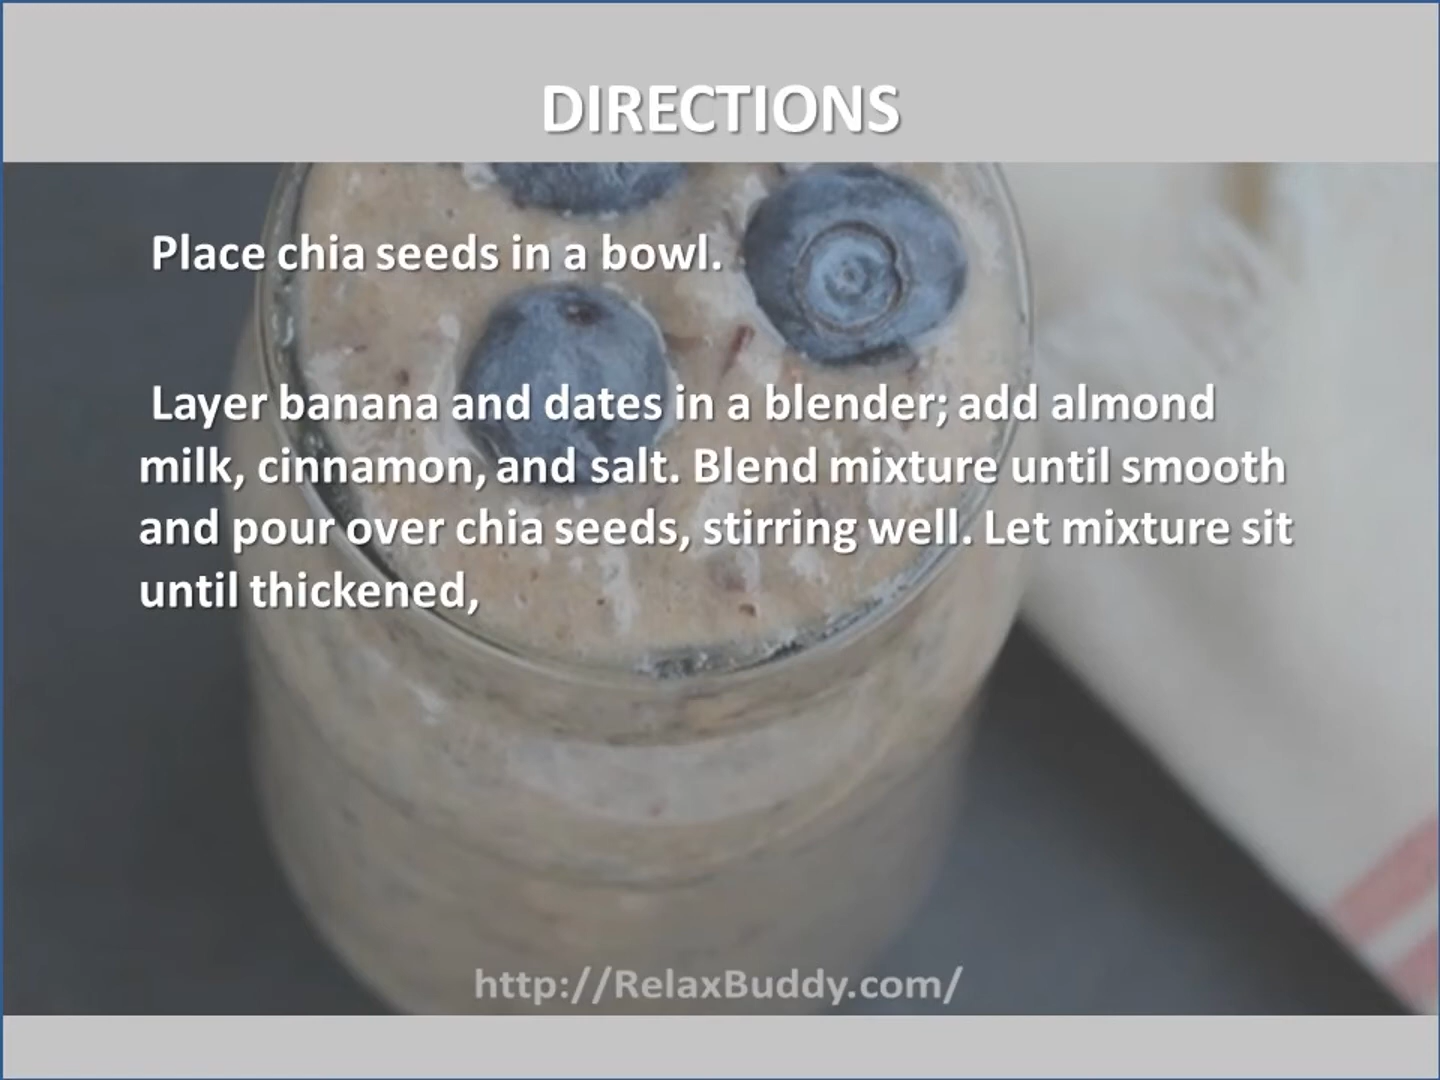 DIRECTIONS
Place chia seeds in a bowl.
Layer banana and dates in a blender; add almond
milk, cinnamon, and salt. Blend mixture until smooth
and pour over chia seeds, stirring well. Let mixture sit
until thickened,
http://RelaxBuddy.com/